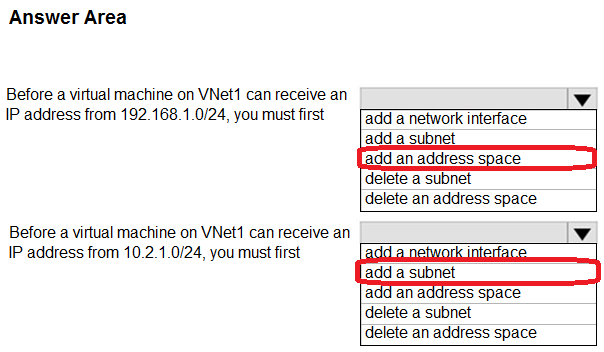 Answer Area
Before a virtual machine on VNet1 can receive an
IP address from 192.168.1.0/24, you must first
add a network interface
add a subnet
add an address space
delete a subnet
delete an address space
Before a virtual machine on VNet1 can receive an
IP address from 10.2.1.0/24, you must first
add a network interface
add a subnet
add an address space
delete a subnet
delete an address space